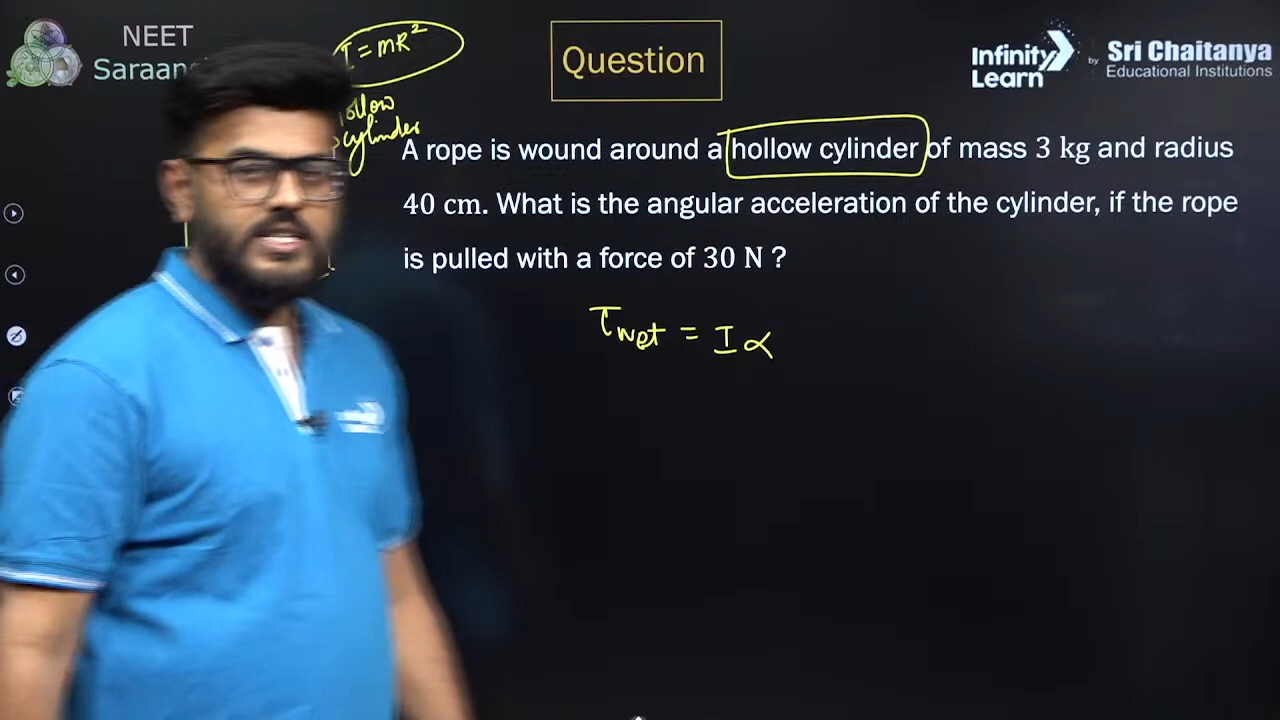 NEET
I = MR²
Question
Infinity
Learn
by
Sri Chaitanya
Educational Institutions
cylinder
A rope is wound around a hollow cylinder of mass 3 kg and radius
40 cm. What is the angular acceleration of the cylinder, if the rope
is pulled with a force of 30 N ?
τnet = Iα